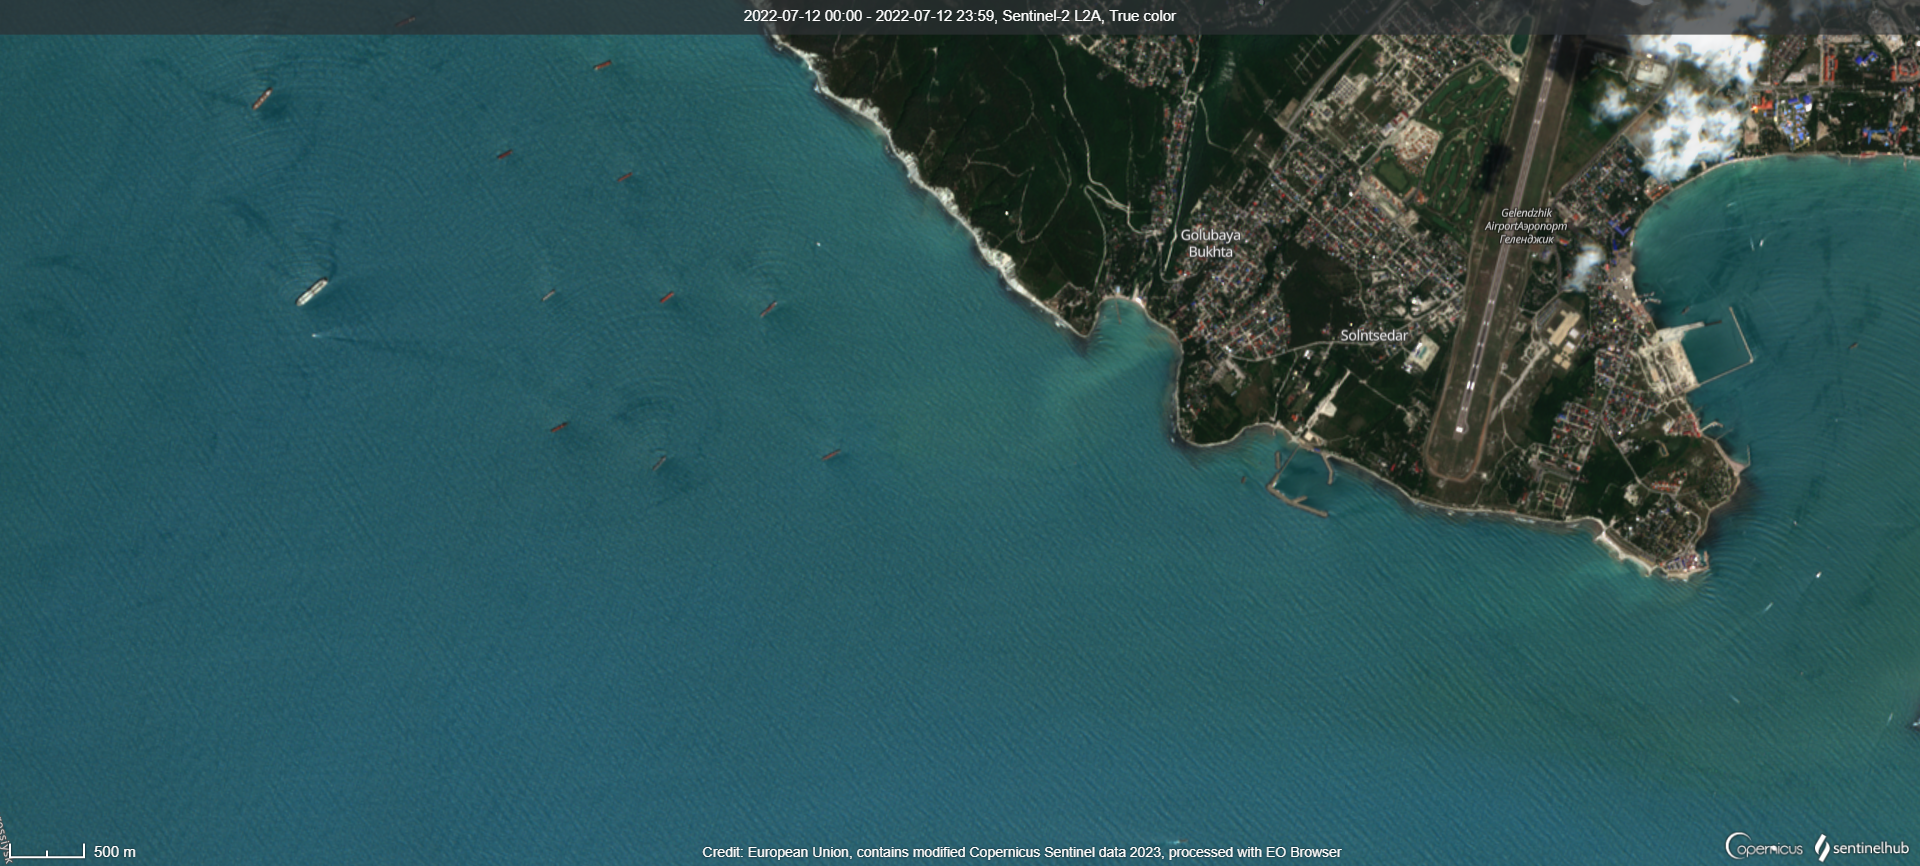 2022-07-12 00:00 - 2022-07-12 23:59, Sentinel-2 L2A, True color
Gelendzhik
AirportАэропорт
Геленджик
Golubaya
Bukhta
Solntsedar
500 m
Credit: European Union, contains modified Copernicus Sentinel data 2023, processed with EO Browser
Copernicus
sentinelhub